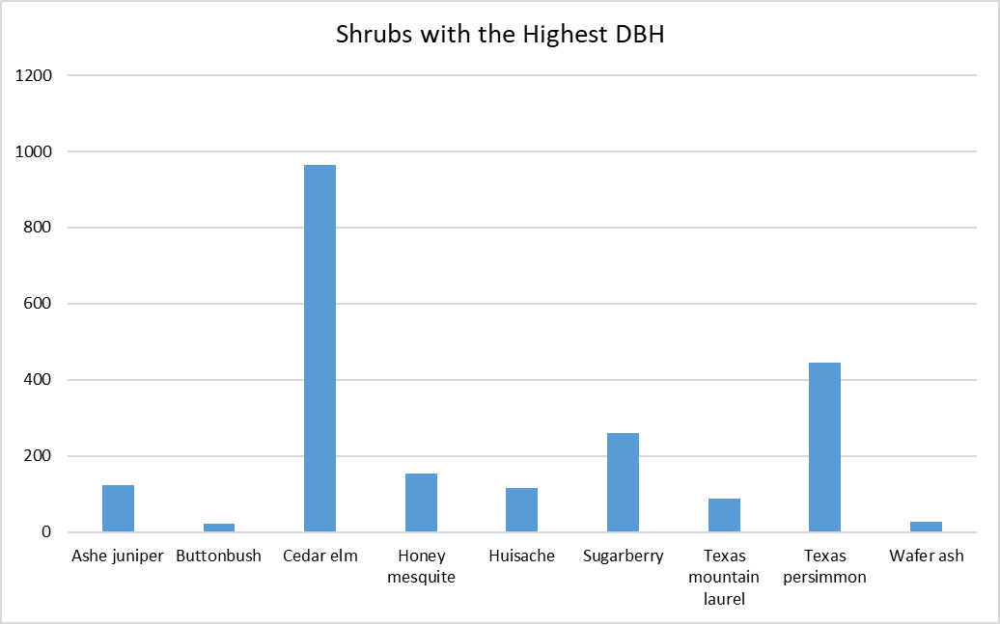 Shrubs with the Highest DBH
1200
1000
800
600
400
200
0
Ashe juniper
Buttonbush
Cedar elm
Honey
mesquite
Huisache
Sugarberry
Texas
mountain
laurel
Texas
persimmon
Wafer ash